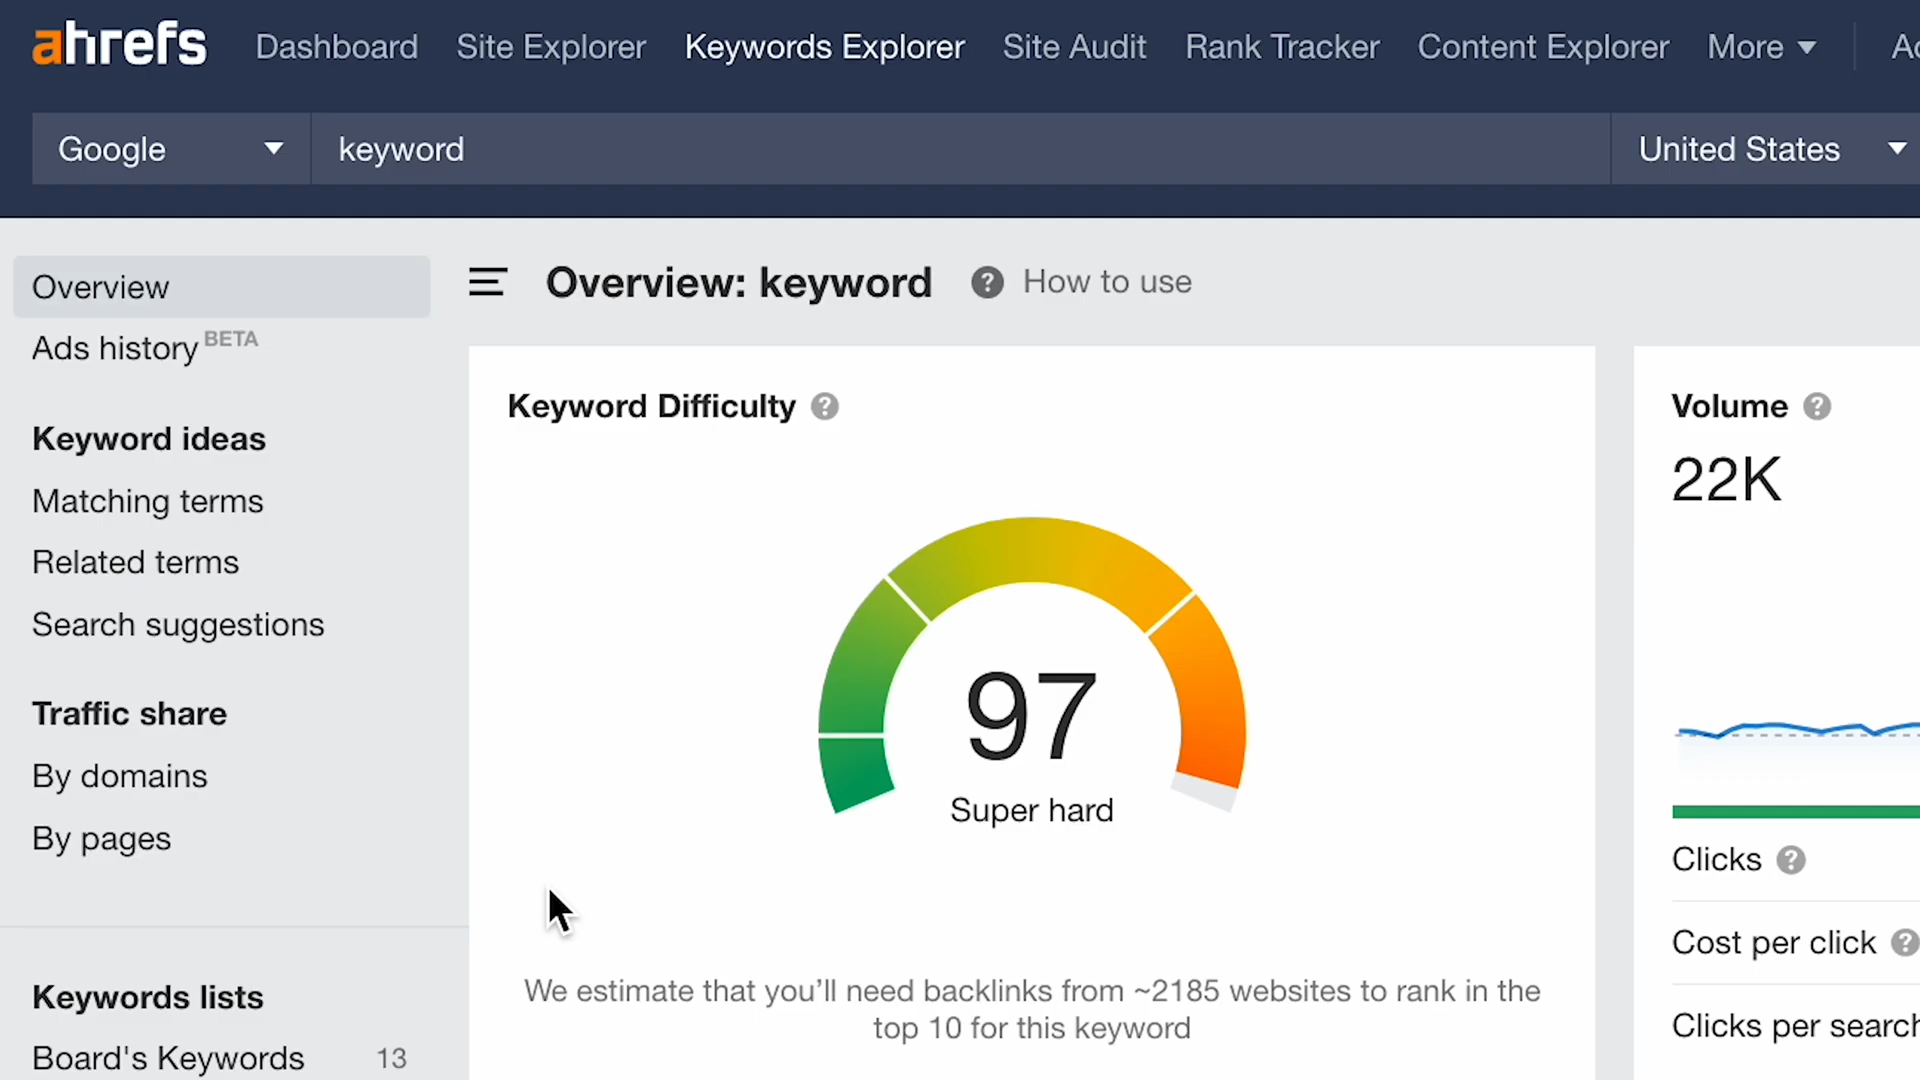 ahrefs Dashboard Site Explorer Keywords Explorer Site Audit Rank Tracker Content Explorer More
Google keyword United States
Overview
Ads history BETA
Keyword ideas
Matching terms
Related terms
Search suggestions
Traffic share
By domains
By pages
Keywords lists
Board's Keywords 13
Overview: keyword ? How to use
Keyword Difficulty ?
97
Super hard
We estimate that you’ll need backlinks from ~2185 websites to rank in the
top 10 for this keyword
Volume ?
22K
Clicks ?
Cost per click ?
Clicks per search